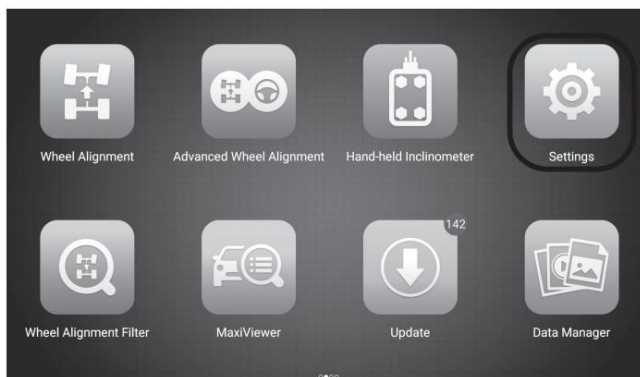 Wheel Alignment
Advanced Wheel Alignment
Hand-held Inclinometer
Settings
142
Wheel Alignment Filter
MaxiViewer
Update
Data Manager